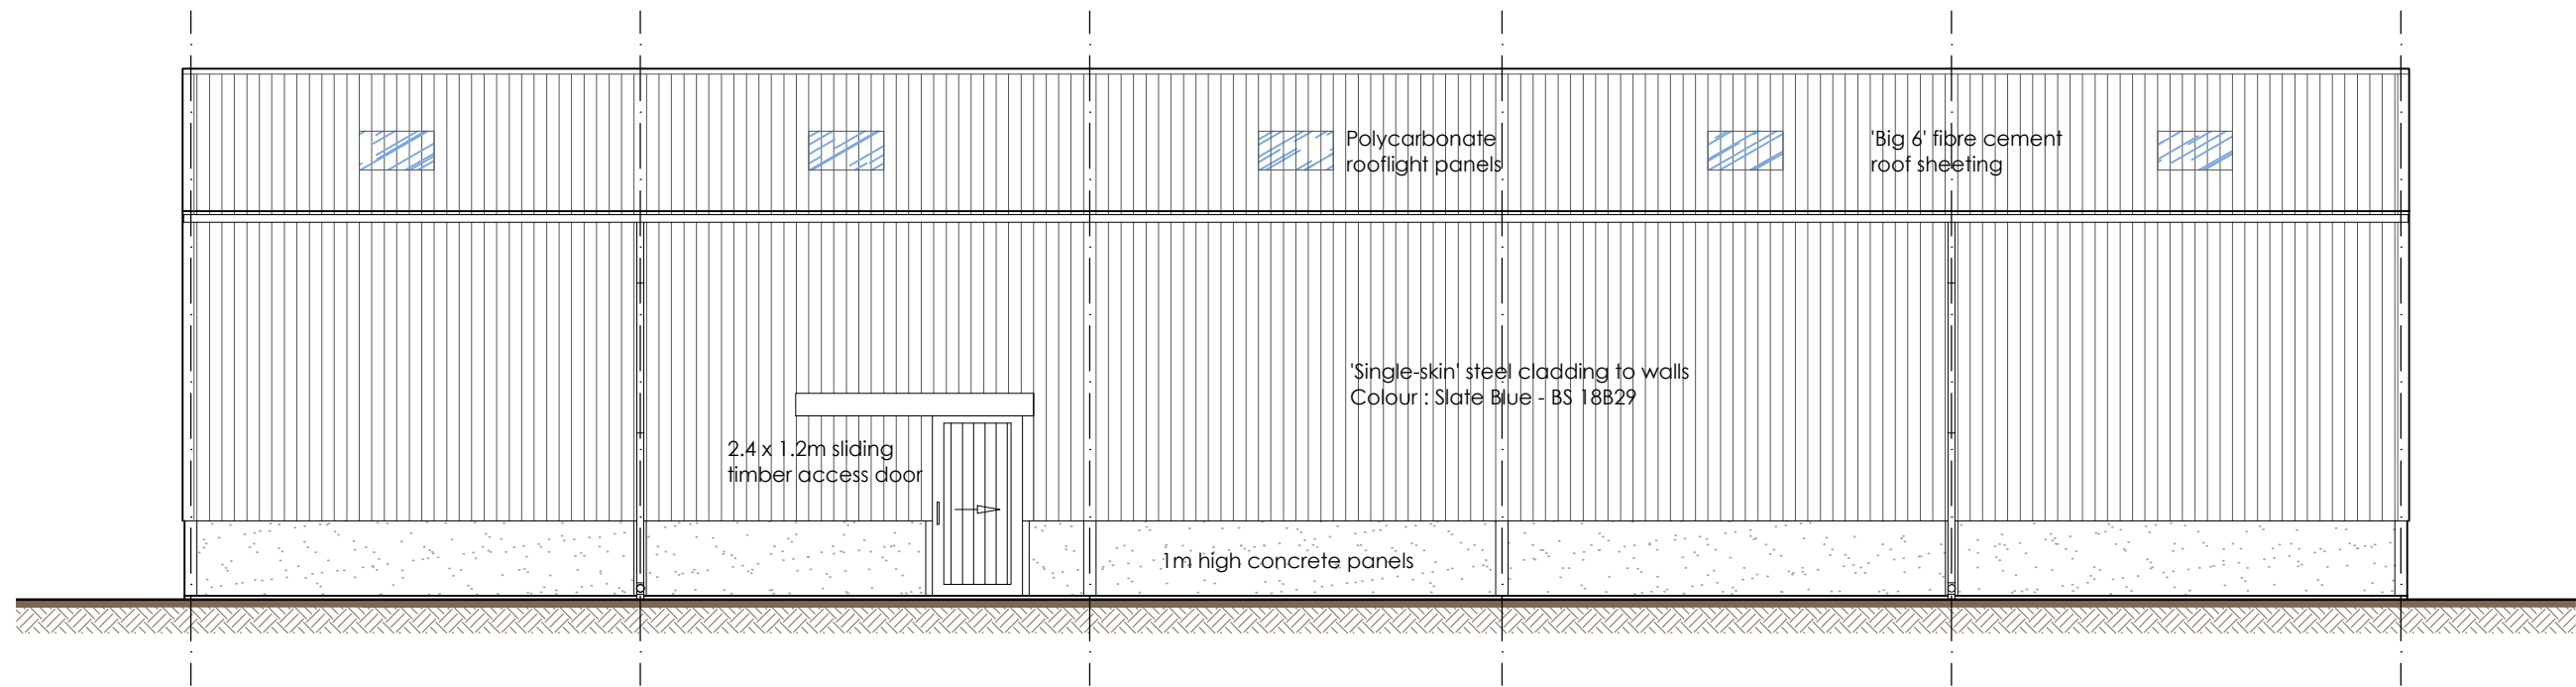 Polycarbonate
rooflight panels
'Big 6' fibre cement
roof sheeting
'Single-skin' steel cladding to walls
Colour : Slate Blue - BS 18B29
2.4 x 1.2m sliding
timber access door
1m high concrete panels